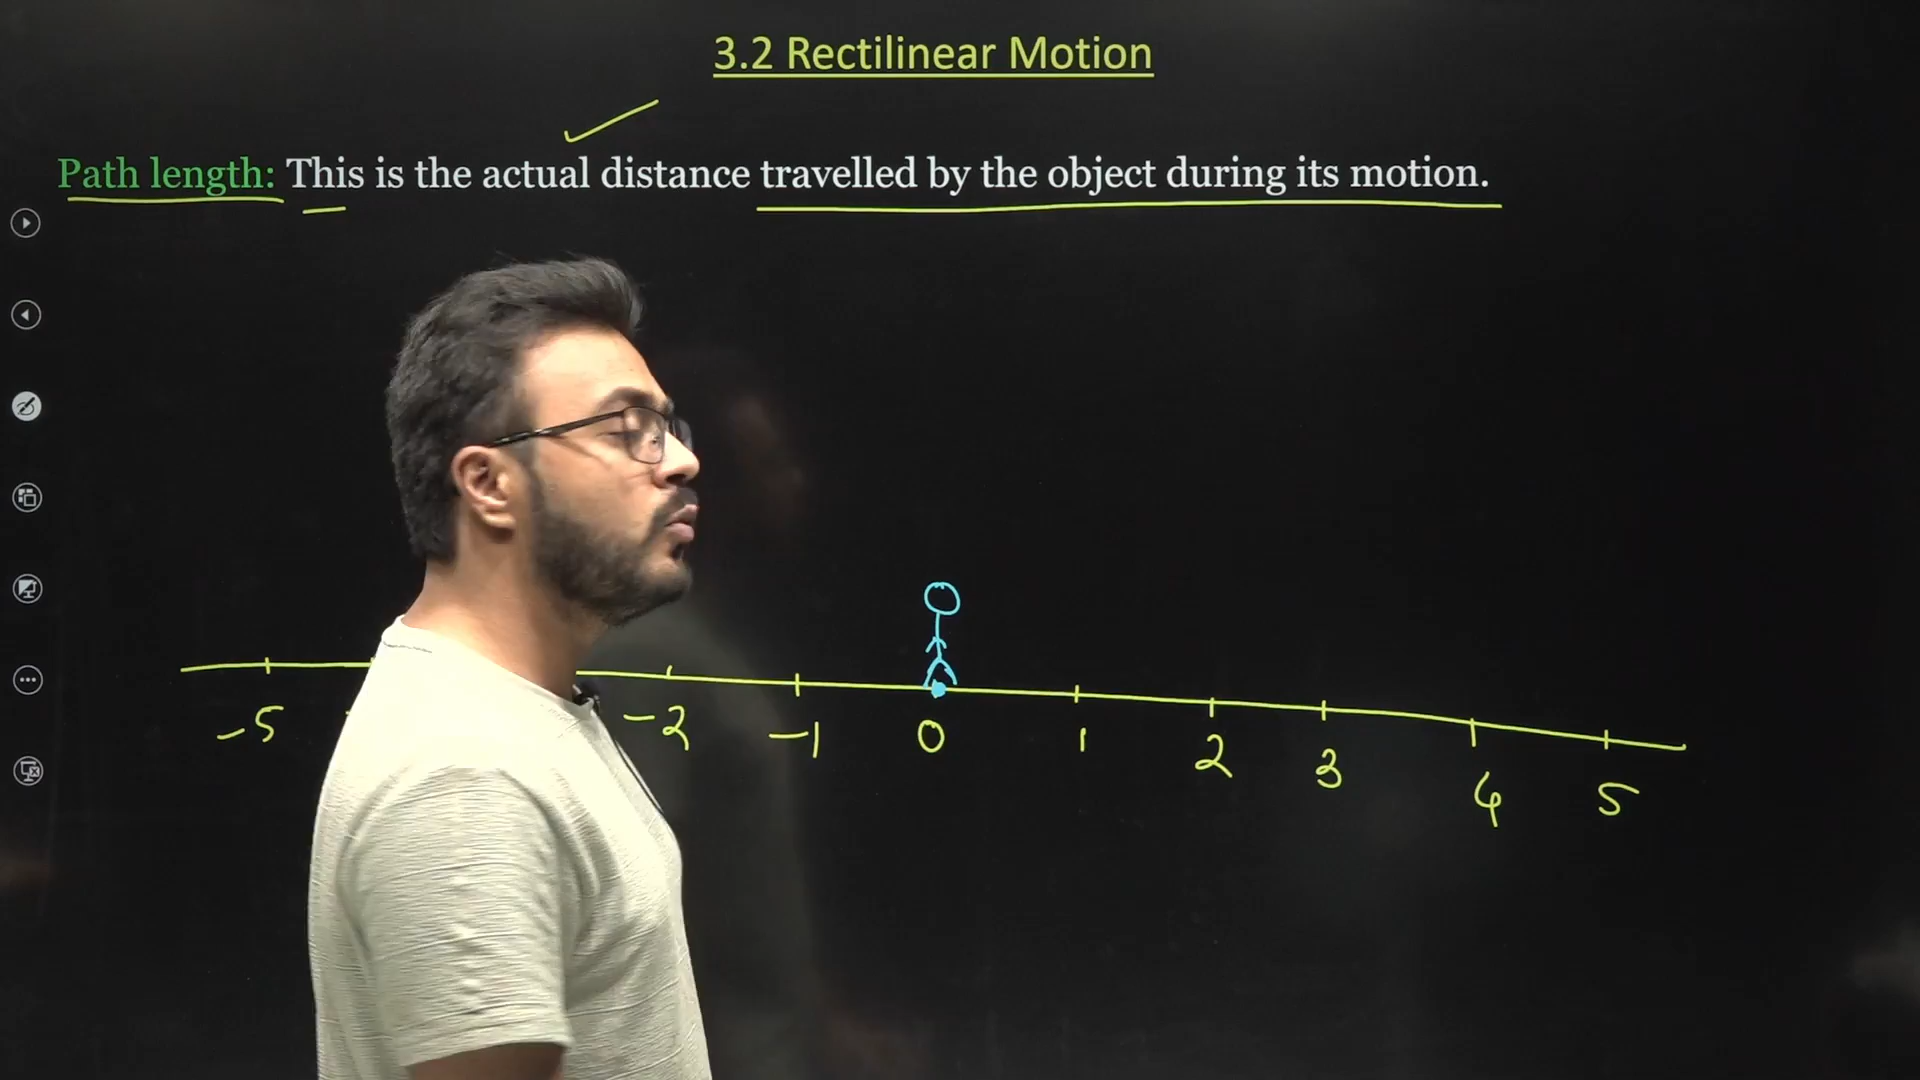 3.2 Rectilinear Motion
Path length: This is the actual distance travelled by the object during its motion.
-5 -2 -1 0 1 2 3 4 5